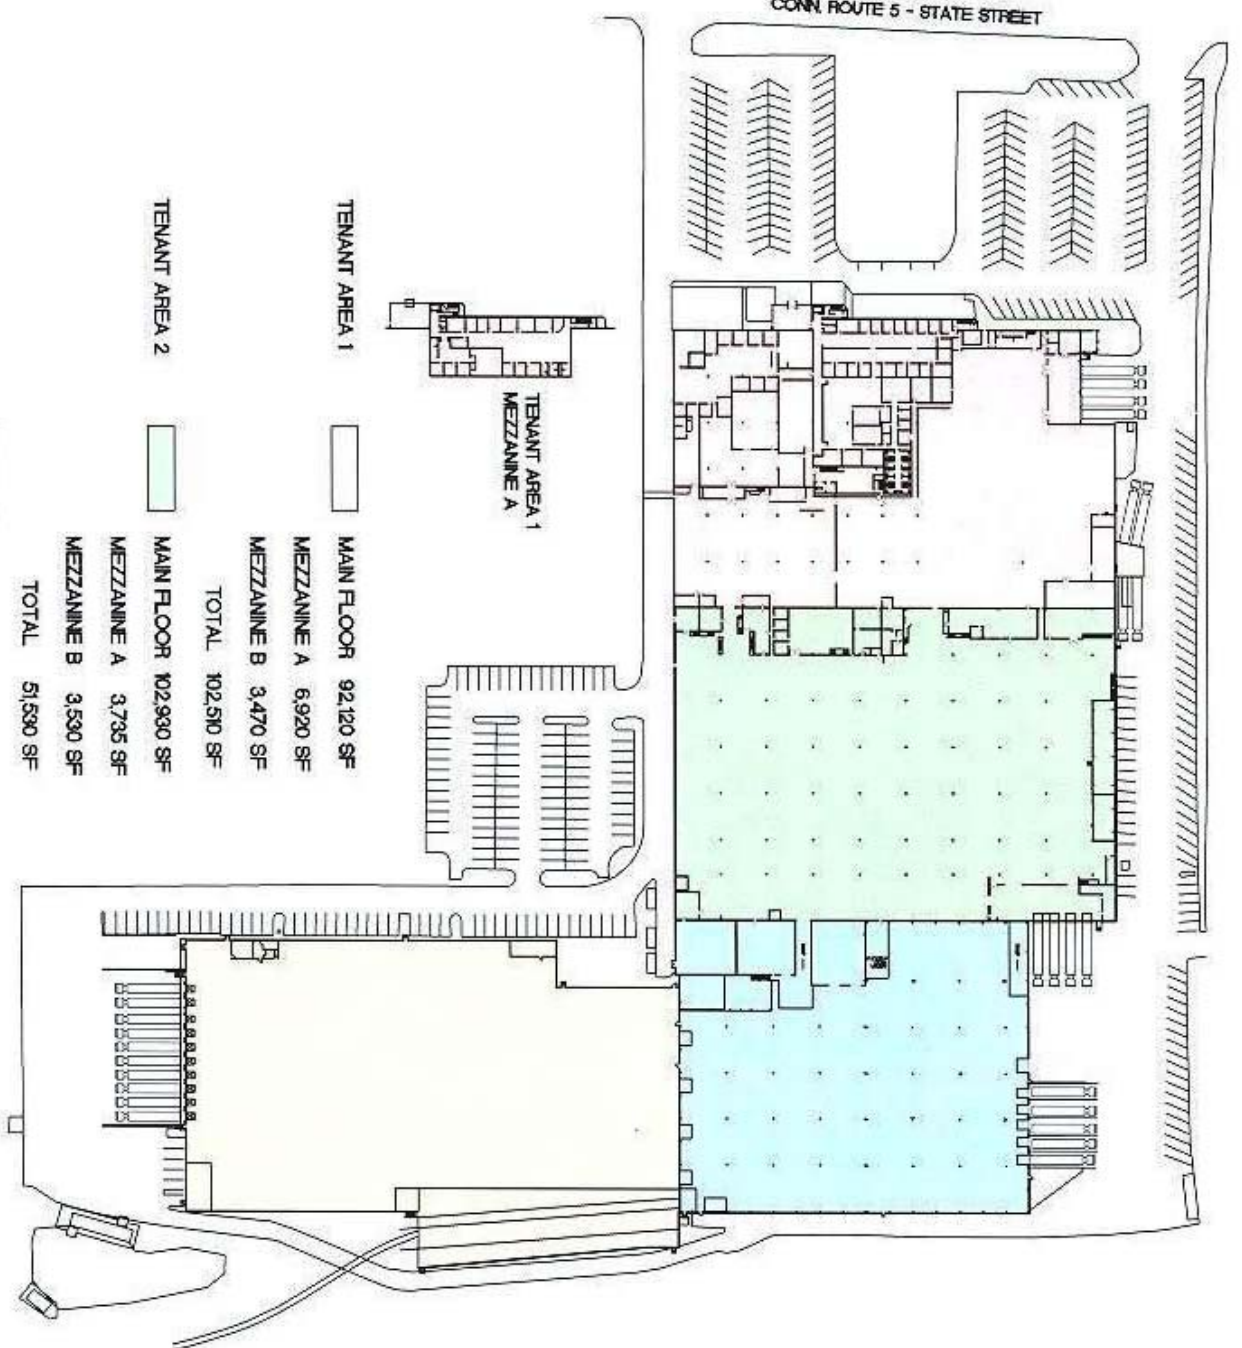 CONN. ROUTE 5 - STATE STREET
TENANT AREA 1
MEZZANINE A
TENANT AREA 1
MAIN FLOOR 92,120 SF
MEZZANINE A 6,920 SF
MEZZANINE B 3,470 SF
TOTAL 102,510 SF
TENANT AREA 2
MAIN FLOOR 102,930 SF
MEZZANINE A 3,735 SF
MEZZANINE B 3,530 SF
TOTAL 51,530 SF